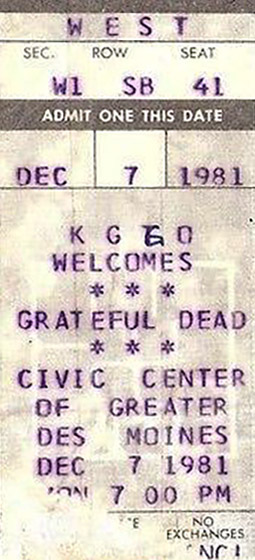 WEST
SEC. ROW SEAT
W1 SB 41
ADMIT ONE THIS DATE
DEC 7 1981
KGGO
WELCOMES
* * *
GRATEFUL DEAD
* * *
CIVIC CENTER
OF GREATER
DES MOINES
DEC 7 1981
7 00 PM
NO
EXCHANGES